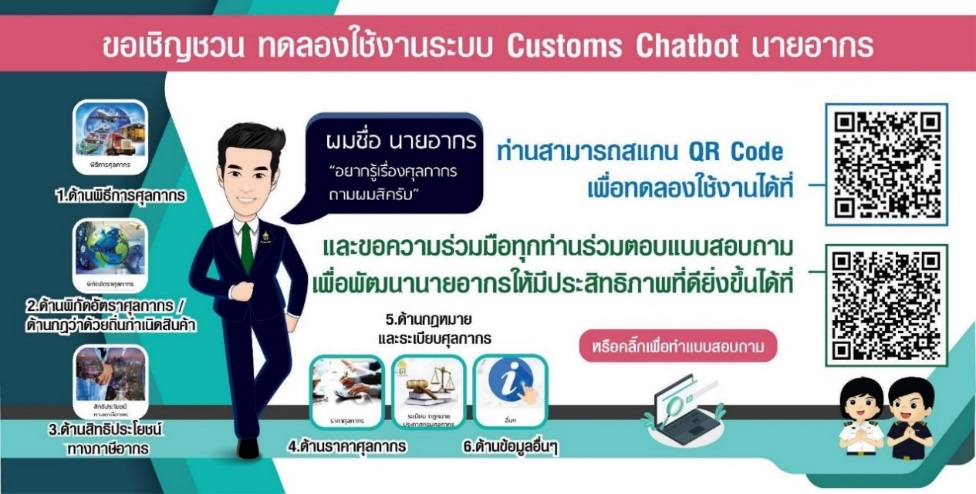 ขอเชิญชวน ทดลองใช้งานระบบ Customs Chatbot นายอากร
พิธีการศุลกากร
1.ด้านพิธีการศุลกากร
พิกัดอัตราศุลกากร
2.ด้านพิกัดอัตราศุลกากร /
ด้านกฎว่าด้วยถิ่นกำเนิดสินค้า
สิทธิประโยชน์
ทางภาษีอากร
3.ด้านสิทธิประโยชน์
ทางภาษีอากร
ผมชื่อ นายอากร
“อยากรู้เรื่องศุลกากร
ถามผมสิครับ”
ท่านสามารถสแกน QR Code
เพื่อทดลองใช้งานได้ที่
และขอความร่วมมือทุกท่านร่วมตอบแบบสอบถาม
เพื่อพัฒนานายอากรให้มีประสิทธิภาพที่ดียิ่งขึ้นได้ที่
5.ด้านกฎหมาย
และระเบียบศุลกากร
หรือคลิ๊กเพื่อทำแบบสอบถาม
ราคาศุลกากร
ระเบียบ กฎหมาย
ประกาศกรมศุลกากร
อื่นๆ
4.ด้านราคาศุลกากร
6.ด้านข้อมูลอื่นๆ